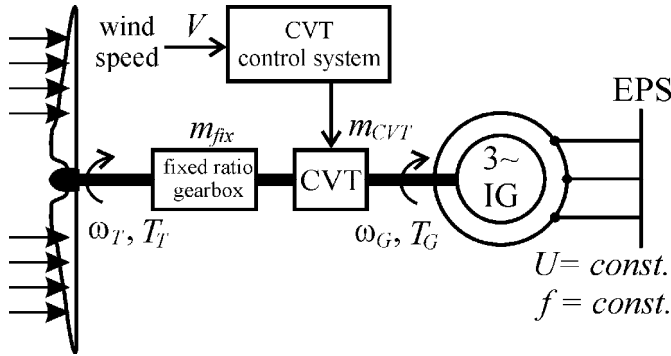 wind
speed
V
CVT
control system
EPS
m_fix
m_CVT
fixed ratio
gearbox
CVT
3~
IG
ω_T, T_T
ω_G, T_G
U= const.
f = const.